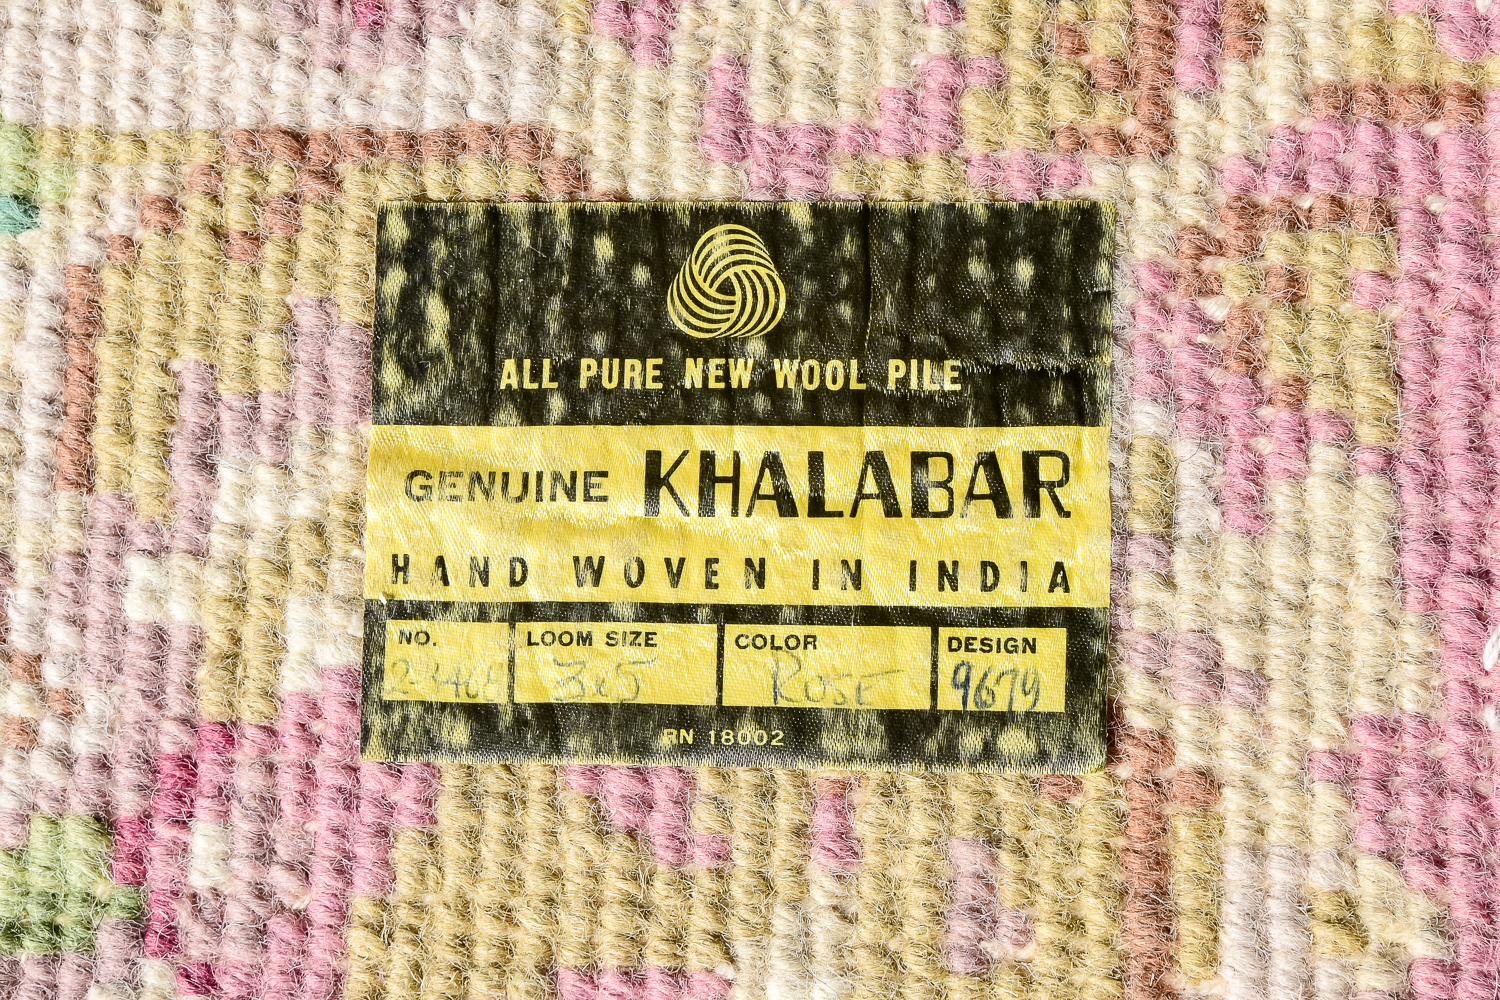 ALL PURE NEW WOOL PILE
GENUINE KHALABAR
HAND WOVEN IN INDIA
NO. LOOM SIZE COLOR DESIGN
3x5 ROSE 9679
RN 18002